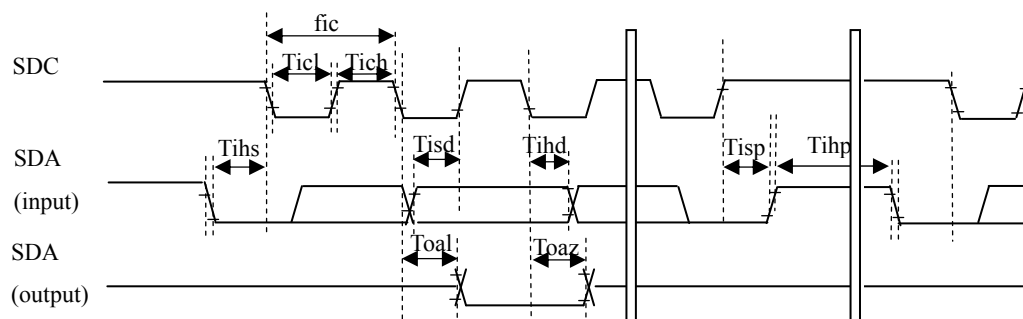 fic
SDC
Ticl Tich
SDA
(input)
Tihs Tisd Tihd Tisp Tihp
SDA
(output)
Toal Toaz